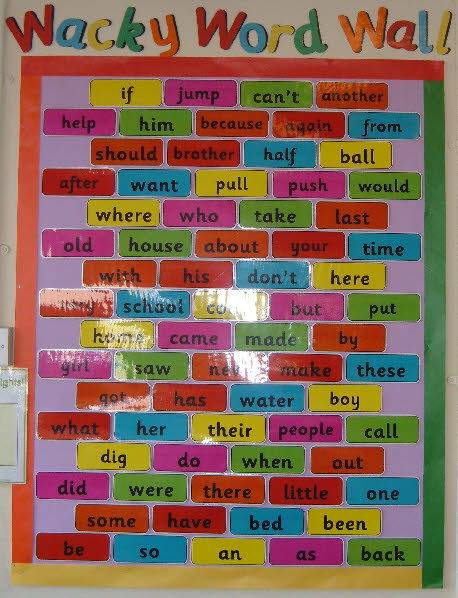 Wacky Word Wall
if jump can't another
help him because again from
should brother half ball
after want pull push would
where who take last
old house about your time
with his don't here
school but put
home came made by
girl saw make these
got has water boy
what her their people call
dig do when out
did were there little one
some have bed been
be so an as back